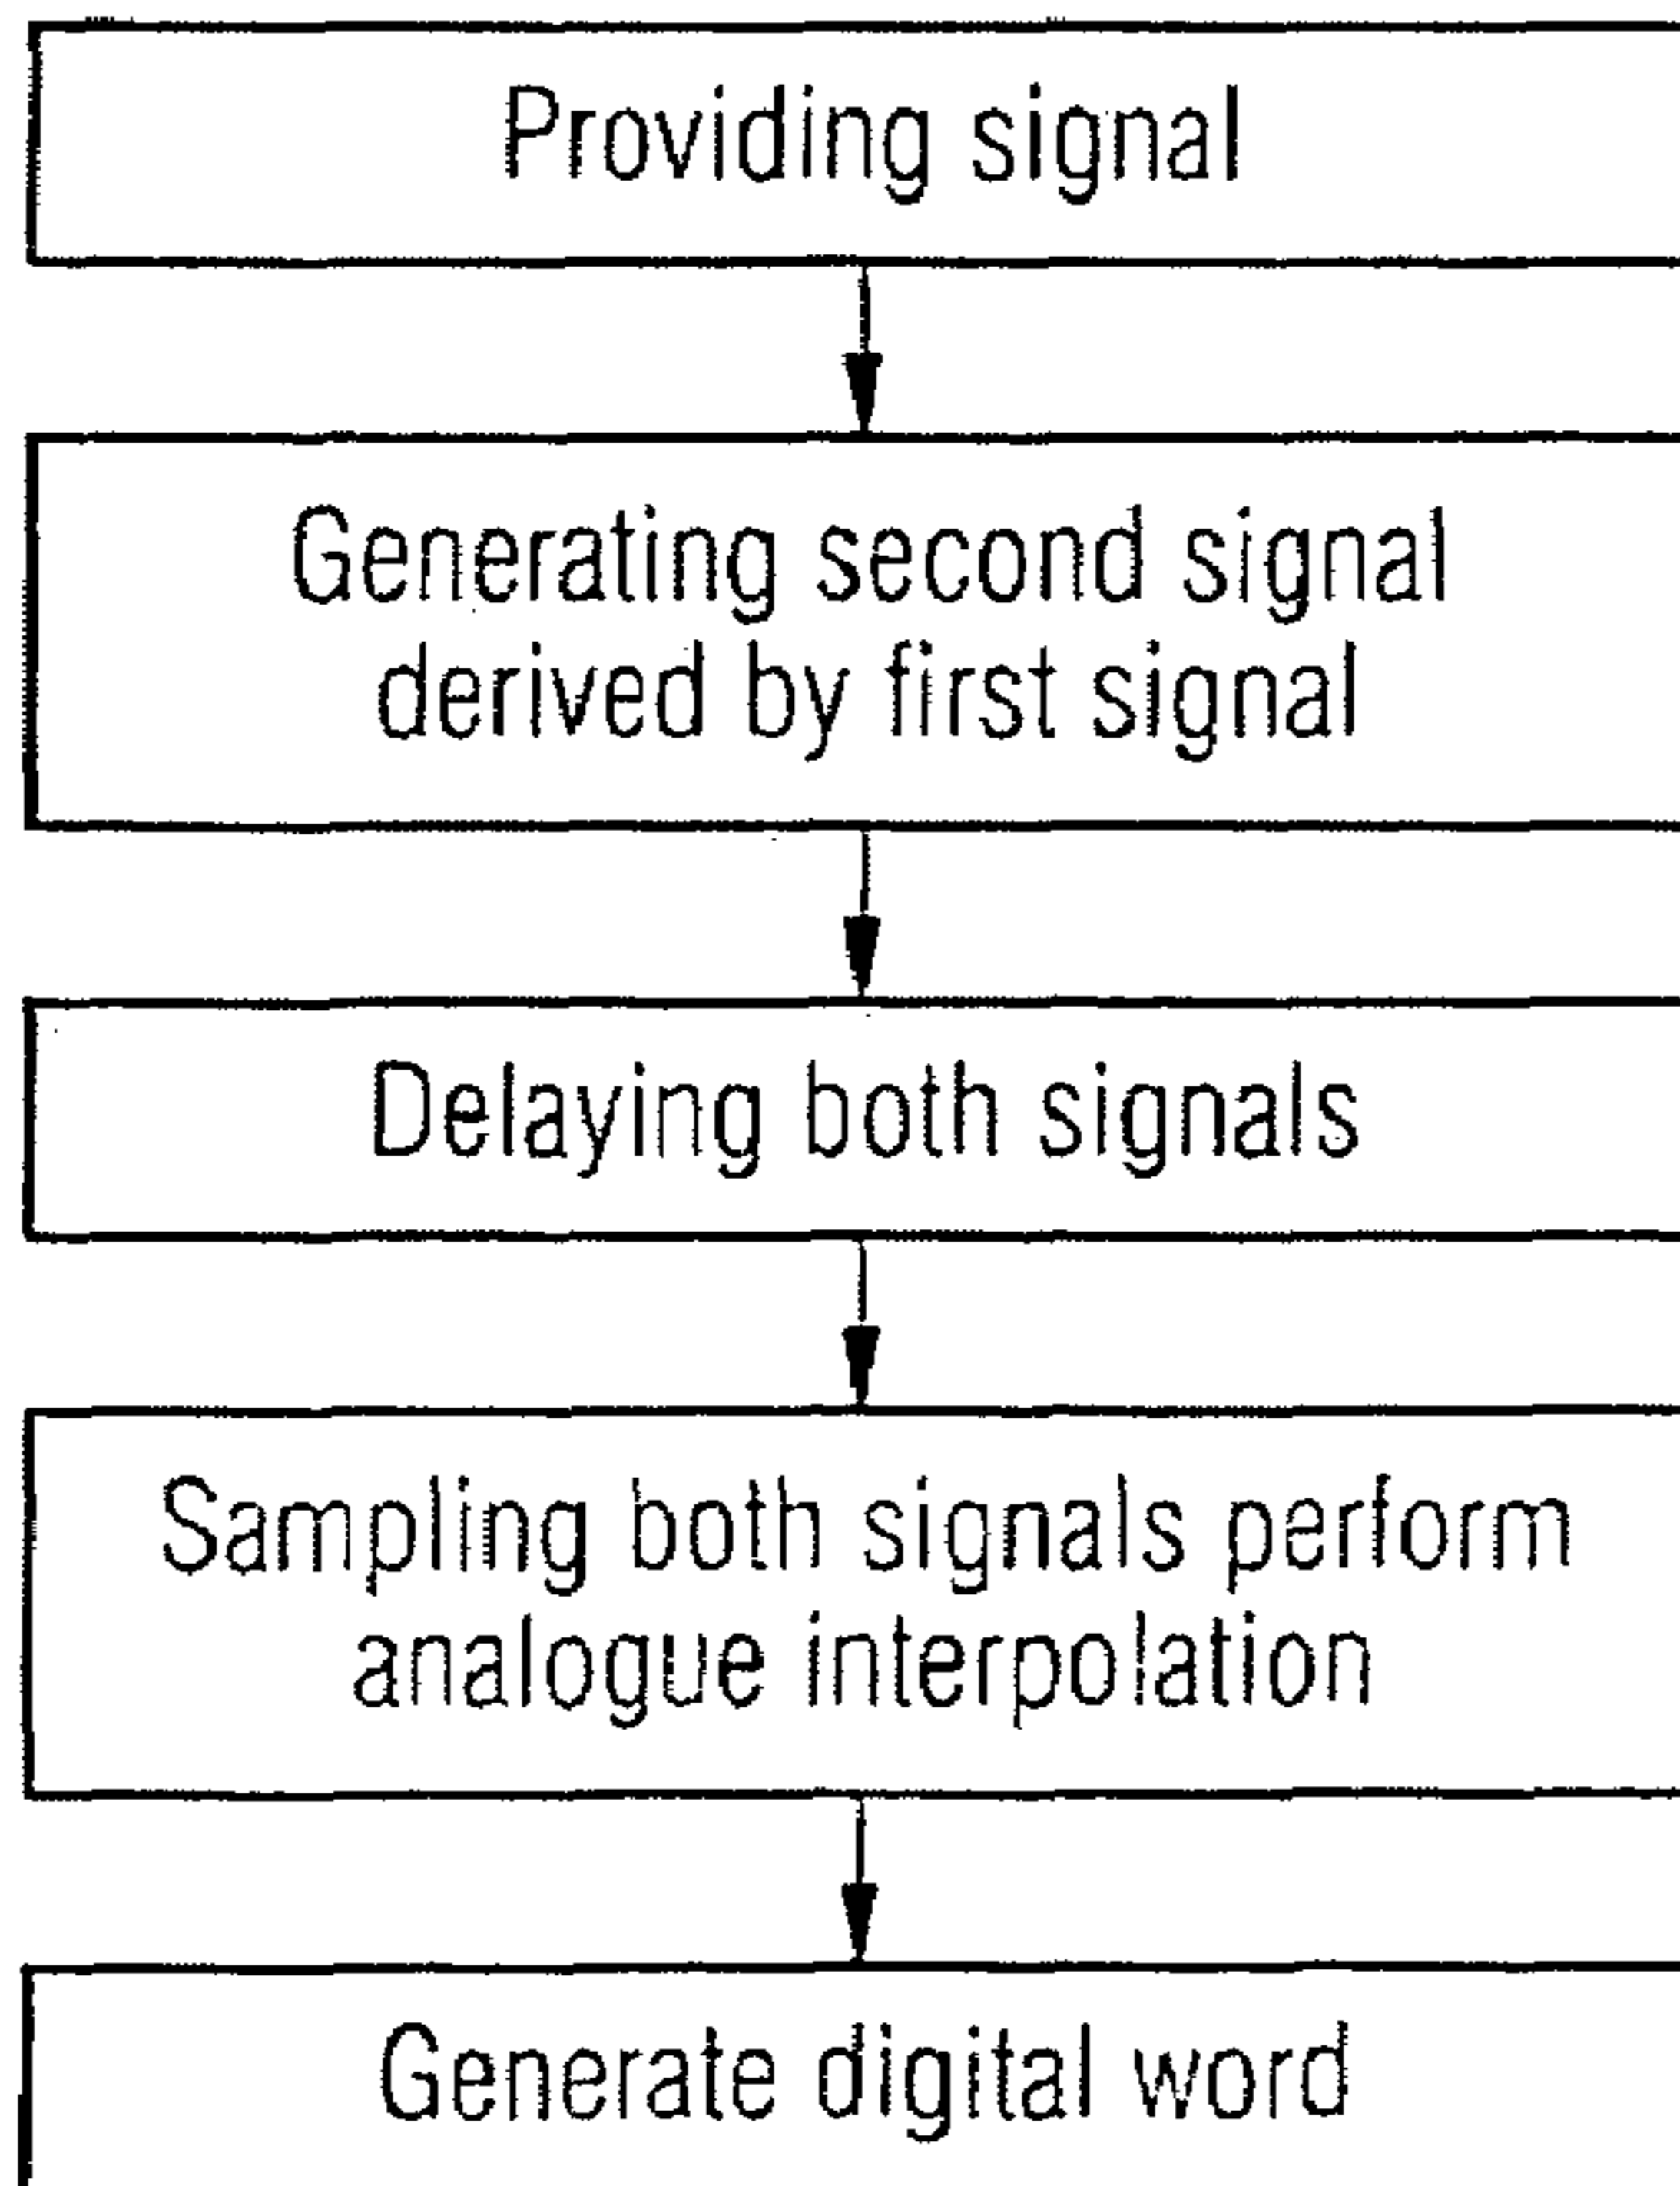 Providing signal
Generating second signal
derived by first signal
Delaying both signals
Sampling both signals perform
analogue interpolation
Generate digital word